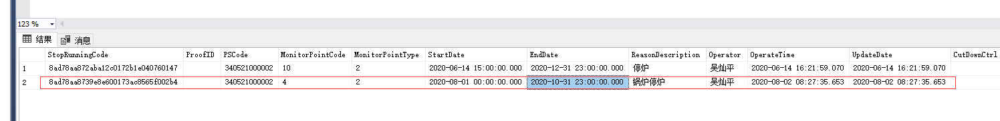 123 %
结果 消息
StopRunningCode ProofID PSCode MonitorPointCode MonitorPointType StartDate EndDate ReasonDescription Operator OperateTime UpdateDate CutDownCtrl
1 8ad78aa872aba12c0172b1e040760147 340521000002 10 2 2020-06-14 15:00:00.000 2020-12-31 23:00:00.000 停炉 吴灿平 2020-06-14 16:21:59.070 2020-06-14 16:21:59.070
2 8ad78aa8739e8e600173ac8565f002b4 340521000002 4 2 2020-08-01 00:00:00.000 2020-10-31 23:00:00.000 锅炉停炉 吴灿平 2020-08-02 08:27:35.653 2020-08-02 08:27:35.653